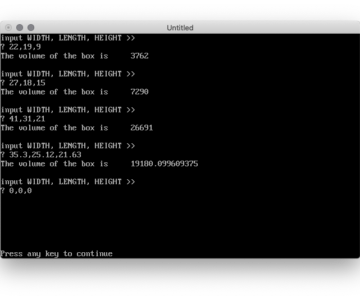 Untitled
input WIDTH, LENGTH, HEIGHT >>
? 22,19,9
The volume of the box is 3762
input WIDTH, LENGTH, HEIGHT >>
? 27,18,15
The volume of the box is 7290
input WIDTH, LENGTH, HEIGHT >>
? 41,31,21
The volume of the box is 26691
input WIDTH, LENGTH, HEIGHT >>
? 35.3,25.12,21.63
The volume of the box is 19180.099609375
input WIDTH, LENGTH, HEIGHT >>
? 0,0,0
Press any key to continue